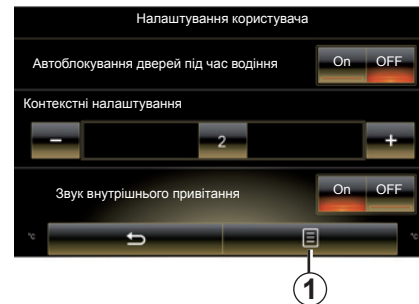 Налаштування користувача
Автоблокування дверей під час водіння
On OFF
Контекстні налаштування
− 2 +
Звук внутрішнього привітання
On OFF
°C °C
1